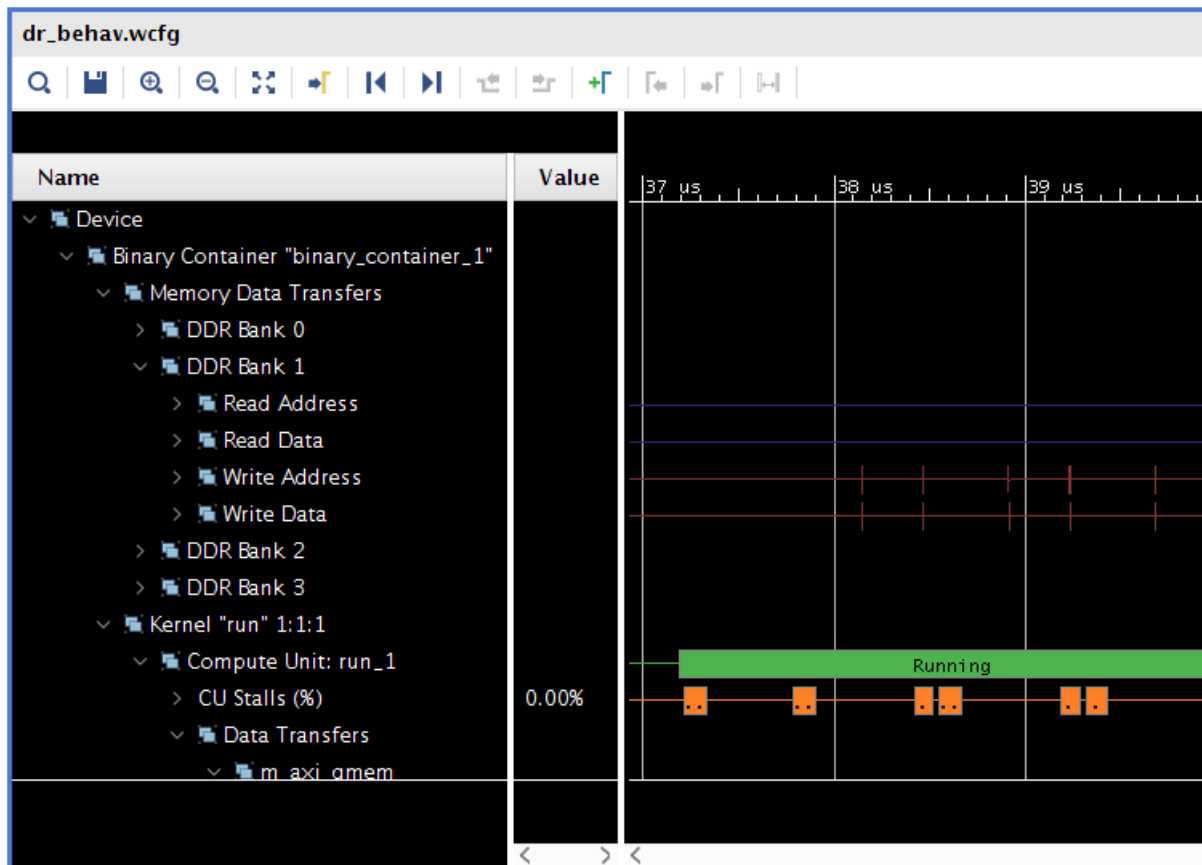 dr_behav.wcfg
Name Value 37 us 38 us 39 us
Device
Binary Container "binary_container_1"
Memory Data Transfers
DDR Bank 0
DDR Bank 1
Read Address
Read Data
Write Address
Write Data
DDR Bank 2
DDR Bank 3
Kernel "run" 1:1:1
Compute Unit: run_1 Running
CU Stalls (%) 0.00% .. .. . .. . .
Data Transfers
m_axi_gmem